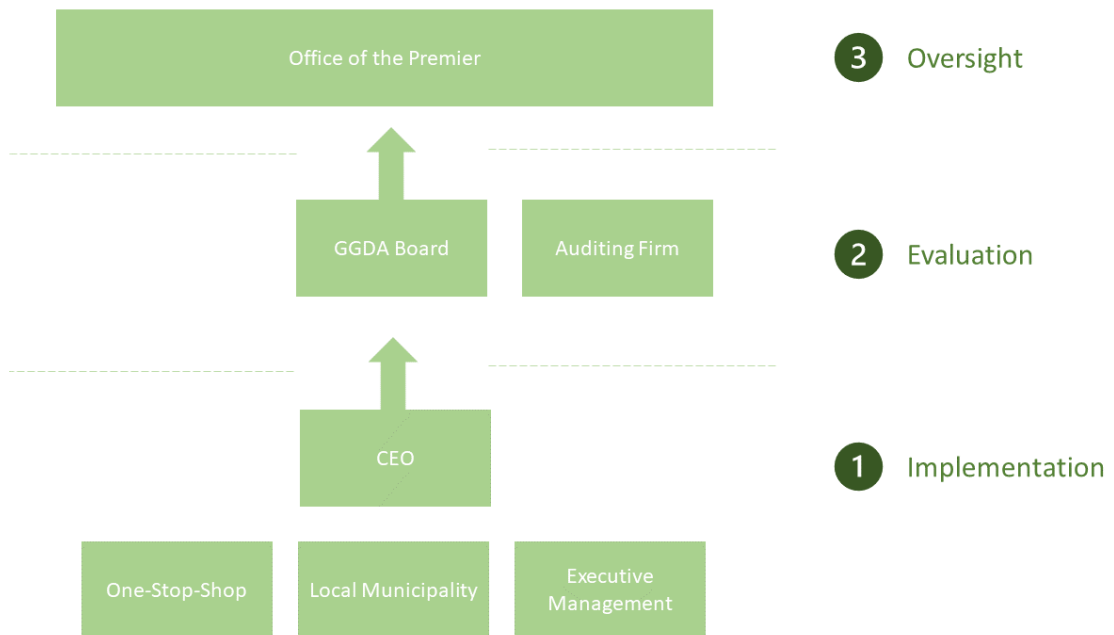 Office of the Premier
3 Oversight
GGDA Board
Auditing Firm
2 Evaluation
CEO
1 Implementation
One-Stop-Shop
Local Municipality
Executive
Management